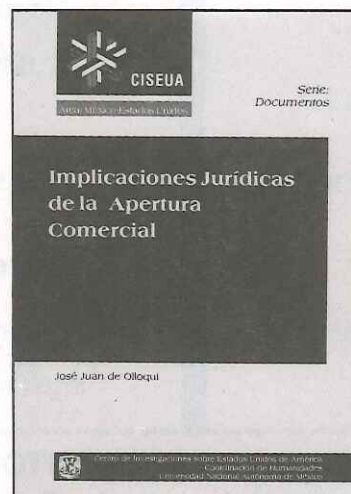 CISEUA
Área: México-Estados Unidos
Serie:
Documentos
Implicaciones Jurídicas
de la Apertura
Comercial
José Juan de Olloqui
Centro de Investigaciones sobre Estados Unidos de América
Coordinación de Humanidades
Universidad Nacional Autónoma de México